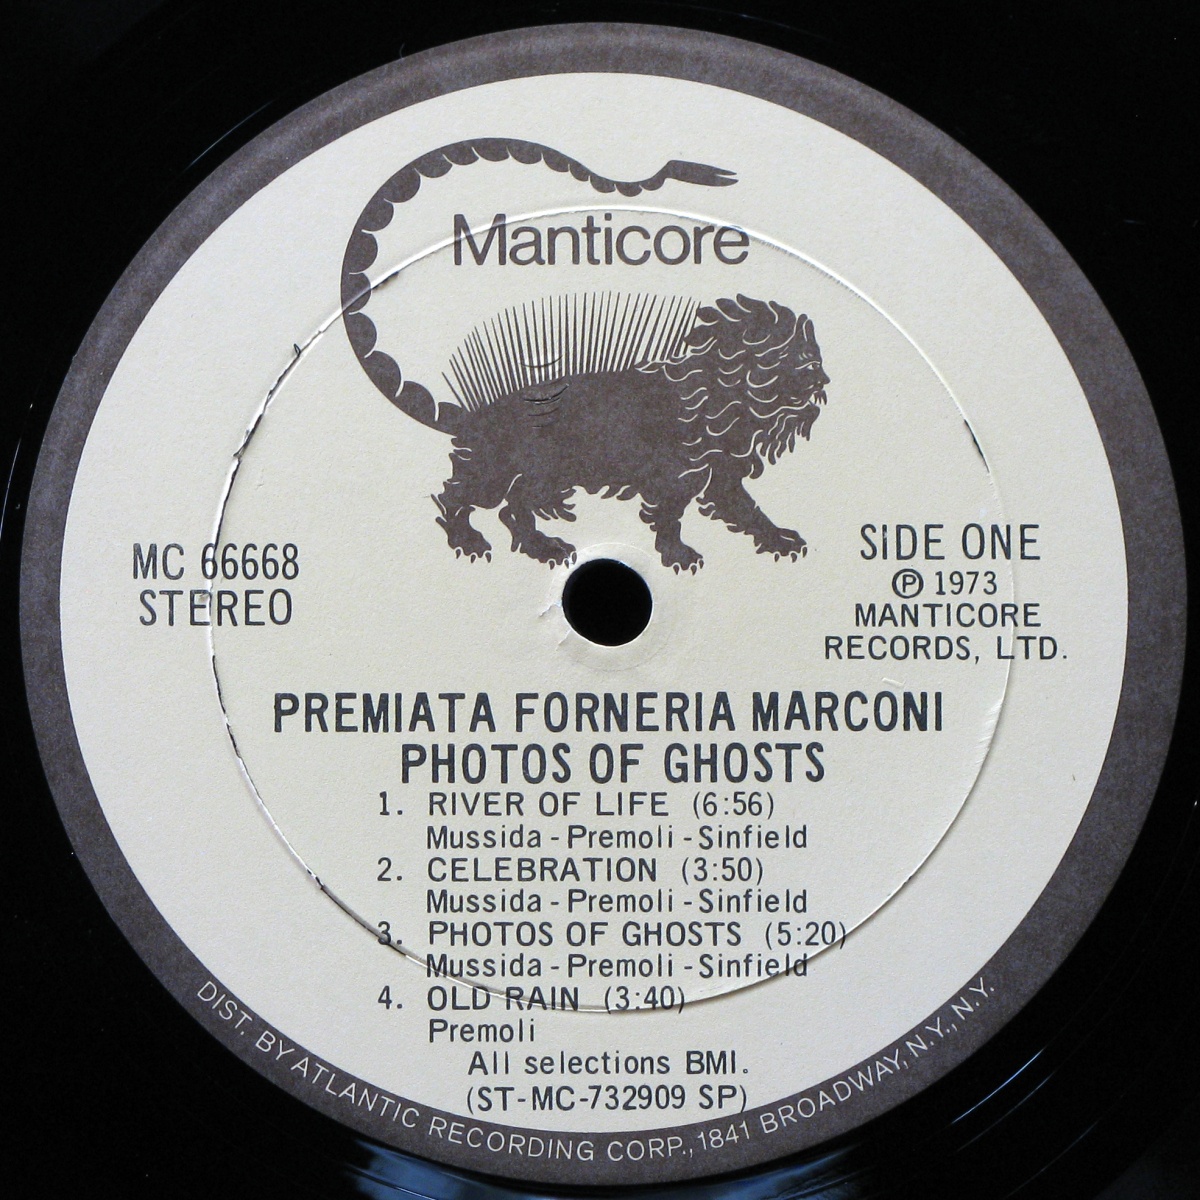 Manticore
MC 66668
STEREO
SIDE ONE
Ⓟ 1973
MANTICORE
RECORDS, LTD.
PREMIATA FORNERIA MARCONI
PHOTOS OF GHOSTS
1. RIVER OF LIFE (6:56)
Mussida - Premoli - Sinfield
2. CELEBRATION (3:50)
Mussida - Premoli - Sinfield
3. PHOTOS OF GHOSTS (5:20)
Mussida - Premoli - Sinfield
4. OLD RAIN (3:40)
Premoli
All selections BMI.
(ST-MC-732909 SP)
DIST. BY ATLANTIC RECORDING CORP., 1841 BROADWAY, N.Y., N.Y.